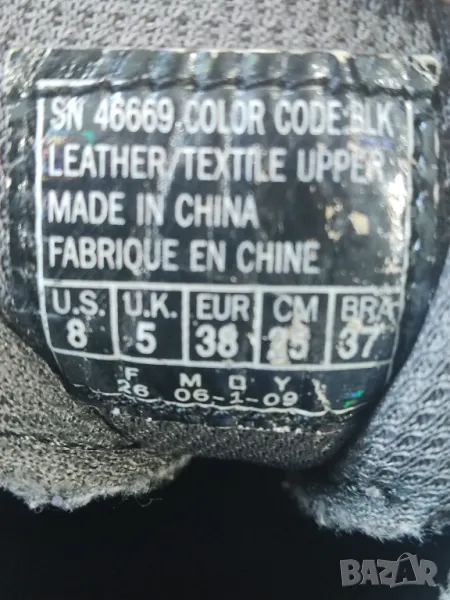 SN 46669 COLOR CODE:BLK
LEATHER/TEXTILE UPPER
MADE IN CHINA
FABRIQUE EN CHINE
U.S. U.K. EUR CM BRA
8 5 38 25 37
F M D Y
26 06-1-09
BAZAR